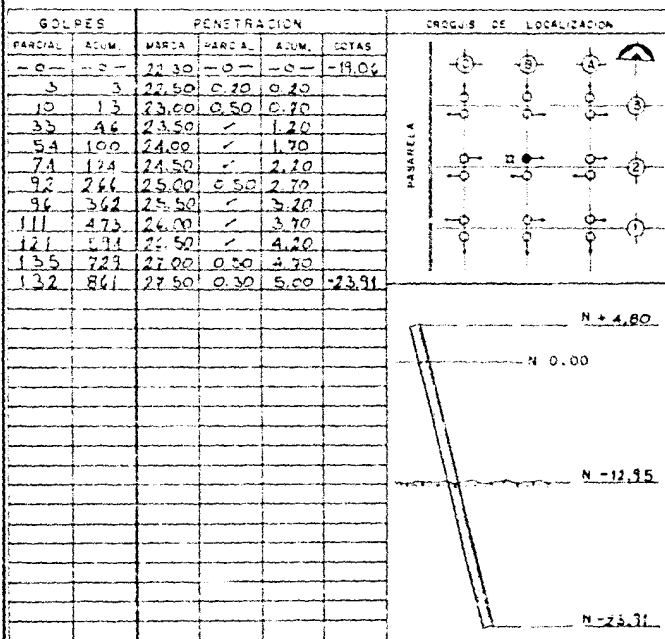 GOLPES PENETRACION CROQUIS DE LOCALIZACION
PARCIAL ACUM. MARCA PARCIAL ACUM. COTAS
-0- -0- 22.30 -0- -0- -19.06
3 3 22.50 0.20 0.20
10 13 23.00 0.50 0.70
33 46 23.50 ✓ 1.20
54 100 24.00 ✓ 1.70
74 174 24.50 ✓ 2.20
92 266 25.00 0.50 2.70
96 362 25.50 ✓ 3.20
111 473 26.00 ✓ 3.70
121 594 26.50 ✓ 4.20
135 729 27.00 0.50 4.70
132 861 27.50 0.30 5.00 -23.91
C B A
3
2
1
PASARELA
N + 4.80
N 0.00
N -12.95
N -23.91